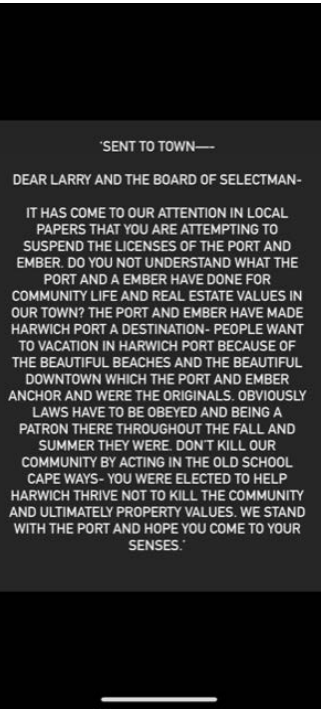 "SENT TO TOWN—-
DEAR LARRY AND THE BOARD OF SELECTMAN-
IT HAS COME TO OUR ATTENTION IN LOCAL
PAPERS THAT YOU ARE ATTEMPTING TO
SUSPEND THE LICENSES OF THE PORT AND
EMBER. DO YOU NOT UNDERSTAND WHAT THE
PORT AND A EMBER HAVE DONE FOR
COMMUNITY LIFE AND REAL ESTATE VALUES IN
OUR TOWN? THE PORT AND EMBER HAVE MADE
HARWICH PORT A DESTINATION- PEOPLE WANT
TO VACATION IN HARWICH PORT BECAUSE OF
THE BEAUTIFUL BEACHES AND THE BEAUTIFUL
DOWNTOWN WHICH THE PORT AND EMBER
ANCHOR AND WERE THE ORIGINALS. OBVIOUSLY
LAWS HAVE TO BE OBEYED AND BEING A
PATRON THERE THROUGHOUT THE FALL AND
SUMMER THEY WERE. DON'T KILL OUR
COMMUNITY BY ACTING IN THE OLD SCHOOL
CAPE WAYS- YOU WERE ELECTED TO HELP
HARWICH THRIVE NOT TO KILL THE COMMUNITY
AND ULTIMATELY PROPERTY VALUES. WE STAND
WITH THE PORT AND HOPE YOU COME TO YOUR
SENSES."